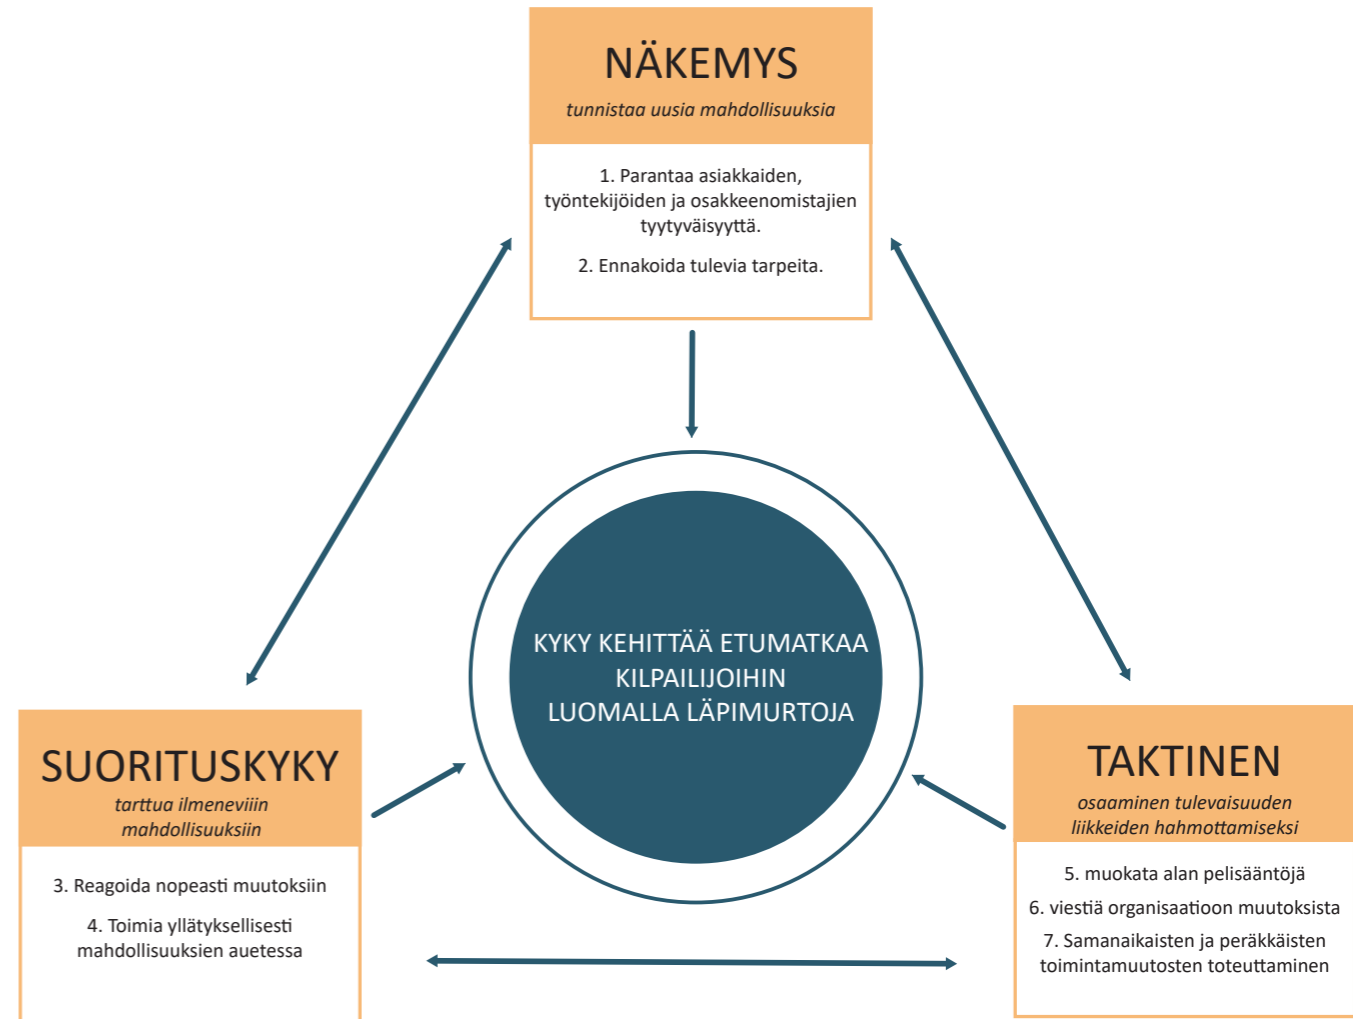 NÄKEMYS
tunnistaa uusia mahdollisuuksia
1. Parantaa asiakkaiden,
työntekijöiden ja osakkeenomistajien
tyytyväisyyttä.
2. Ennakoida tulevia tarpeita.
KYKY KEHITTÄÄ ETUMATKAA
KILPAILIJOIHIN
LUOMALLA LÄPIMURTOJA
SUORITUSKYKY
tarttua ilmeneviin
mahdollisuuksiin
3. Reagoida nopeasti muutoksiin
4. Toimia yllätyksellisesti
mahdollisuuksien auetessa
TAKTINEN
osaaminen tulevaisuuden
liikkeiden hahmottamiseksi
5. muokata alan pelisääntöjä
6. viestiä organisaatioon muutoksista
7. Samanaikaisten ja peräkkäisten
toimintamuutosten toteuttaminen